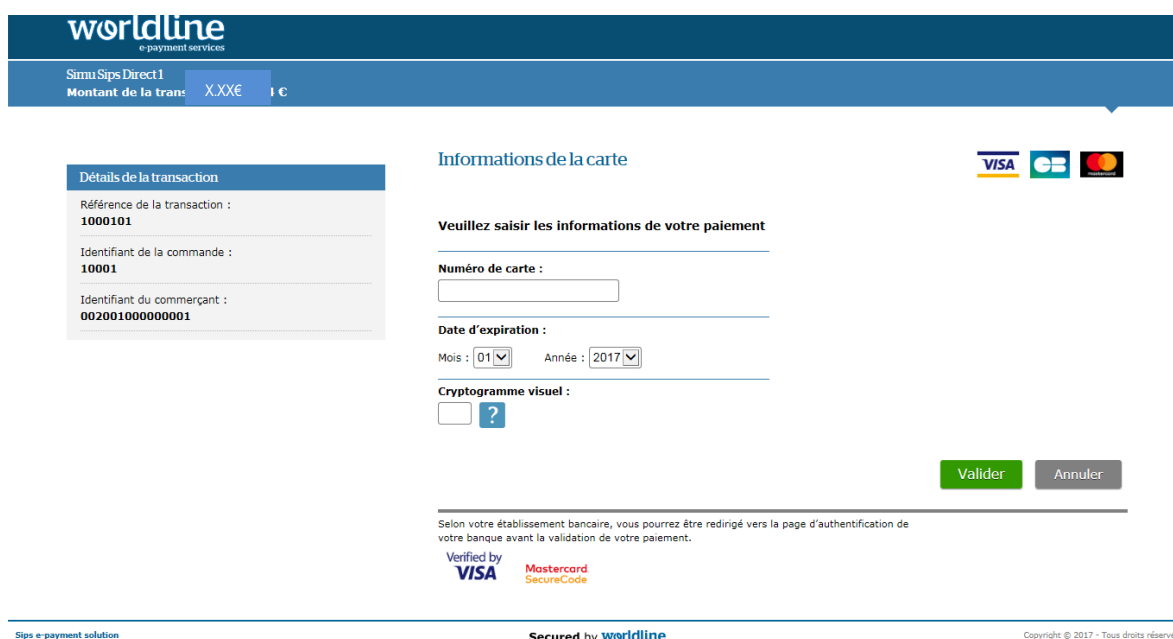 worldline
e-payment services
Simu Sips Direct 1
Montant de la trans X.XX€ €
Détails de la transaction
Référence de la transaction :
1000101
Identifiant de la commande :
10001
Identifiant du commerçant :
002001000000001
Informations de la carte
VISA CB mastercard
Veuillez saisir les informations de votre paiement
Numéro de carte :
Date d'expiration :
Mois : 01 Année : 2017
Cryptogramme visuel :
?
Valider Annuler
Selon votre établissement bancaire, vous pourrez être redirigé vers la page d'authentification de
votre banque avant la validation de votre paiement.
Verified by
VISA
Mastercard
SecureCode
Sips e-payment solution Secured by worldline Copyright © 2017 - Tous droits réservé